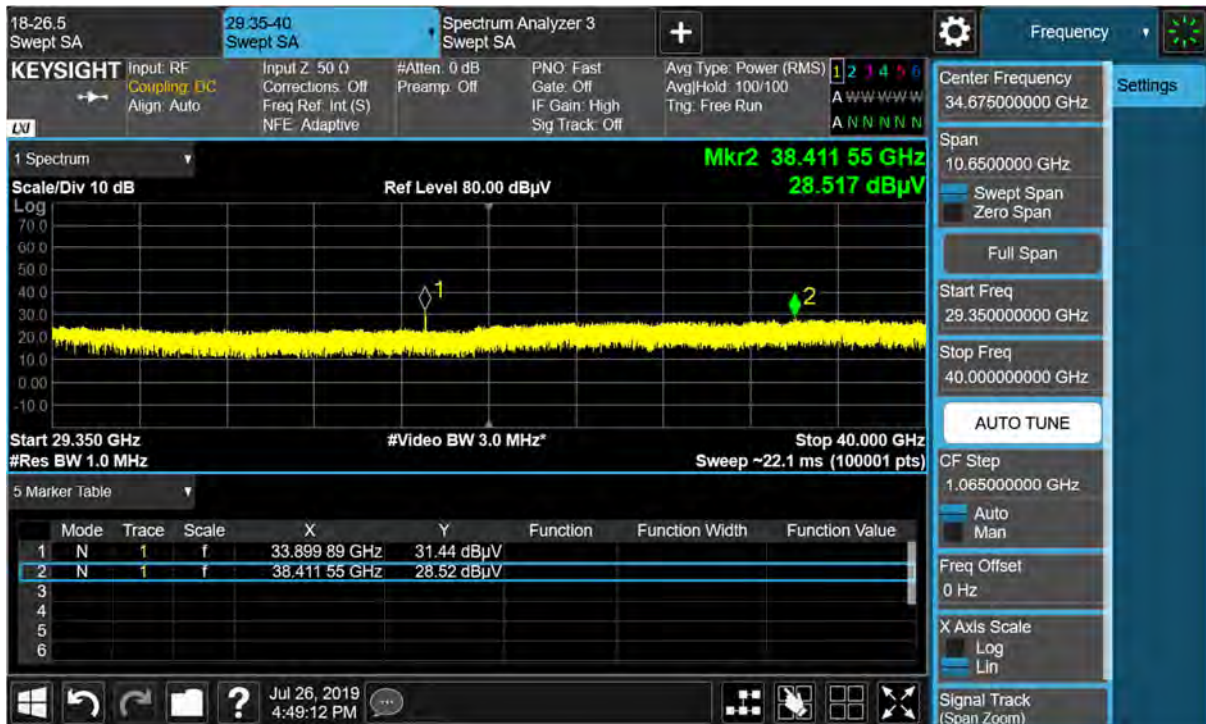 18-26.5
Swept SA
29.35-40
Swept SA
Spectrum Analyzer 3
Swept SA
+
Frequency
KEYSIGHT
Input: RF
Coupling: DC
Align: Auto
Input Z: 50 Ω
Corrections: Off
Freq Ref: Int (S)
NFE: Adaptive
#Atten: 0 dB
Preamp: Off
PNO: Fast
Gate: Off
IF Gain: High
Sig Track: Off
Avg Type: Power (RMS)
Avg|Hold: 100/100
Trig: Free Run
1 2 3 4 5 6
A W W W W W
A N N N N N
LXI
1 Spectrum
Scale/Div 10 dB
Ref Level 80.00 dBµV
Mkr2 38.411 55 GHz
28.517 dBµV
Log
70.0
60.0
50.0
40.0
30.0
20.0
10.0
0.00
-10.0
1
2
Start 29.350 GHz
#Video BW 3.0 MHz*
Stop 40.000 GHz
#Res BW 1.0 MHz
Sweep ~22.1 ms (100001 pts)
5 Marker Table
Mode Trace Scale X Y Function Function Width Function Value
1 N 1 f 33.899 89 GHz 31.44 dBµV
2 N 1 f 38.411 55 GHz 28.52 dBµV
3
4
5
6
Jul 26, 2019
4:49:12 PM
Center Frequency
34.675000000 GHz
Settings
Span
10.6500000 GHz
Swept Span
Zero Span
Full Span
Start Freq
29.350000000 GHz
Stop Freq
40.000000000 GHz
AUTO TUNE
CF Step
1.065000000 GHz
Auto
Man
Freq Offset
0 Hz
X Axis Scale
Log
Lin
Signal Track
(Span Zoom)